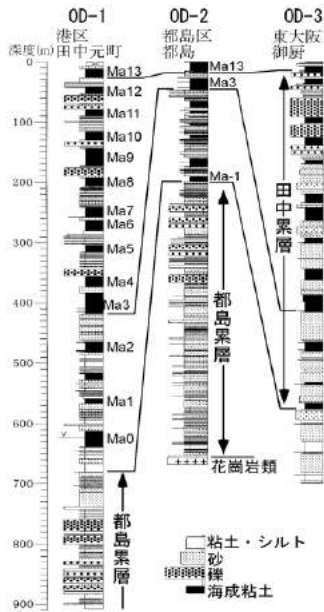 OD-1 OD-2 OD-3
港区 都島区 東大阪
深度(m) 田中元町 都島 御厨
0
100
200
300
400
500
600
700
800
900
Ma13
Ma12
Ma11
Ma10
Ma9
Ma8
Ma7
Ma6
Ma5
Ma4
Ma3
Ma2
Ma1
Ma0
都島累層
Ma13
Ma3
Ma-1
都島累層
花崗岩類
田中累層
粘土・シルト
砂
礫
海成粘土